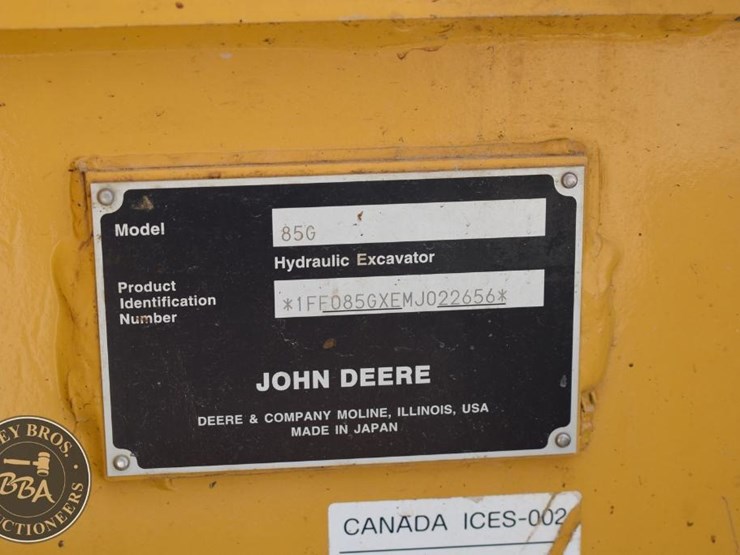 Model
85G
Hydraulic Excavator
Product
Identification
Number
*1FF085GXEMJ022656*
JOHN DEERE
DEERE & COMPANY MOLINE, ILLINOIS, USA
MADE IN JAPAN
CANADA ICES-002
BROS.
BBA